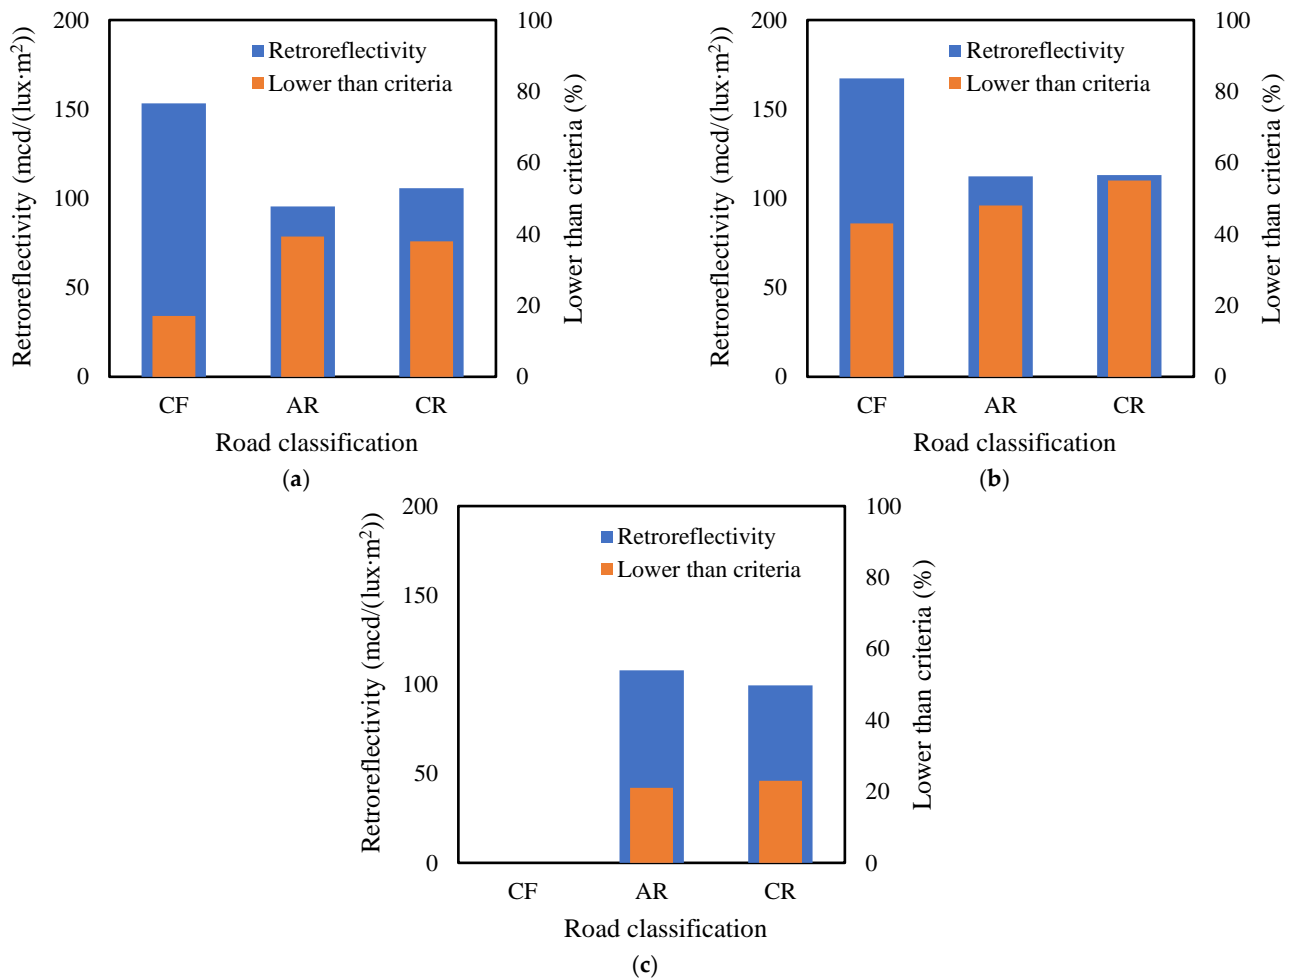 200
150
100
50
0
Retroreflectivity (mcd/(lux·m²))
Retroreflectivity
Lower than criteria
100
80
60
40
20
0
Lower than criteria (%)
CF AR CR
Road classification
(a)
200
150
100
50
0
Retroreflectivity (mcd/(lux·m²))
Retroreflectivity
Lower than criteria
100
80
60
40
20
0
Lower than criteria (%)
CF AR CR
Road classification
(b)
200
150
100
50
0
Retroreflectivity (mcd/(lux·m²))
Retroreflectivity
Lower than criteria
100
80
60
40
20
0
Lower than criteria (%)
CF AR CR
Road classification
(c)